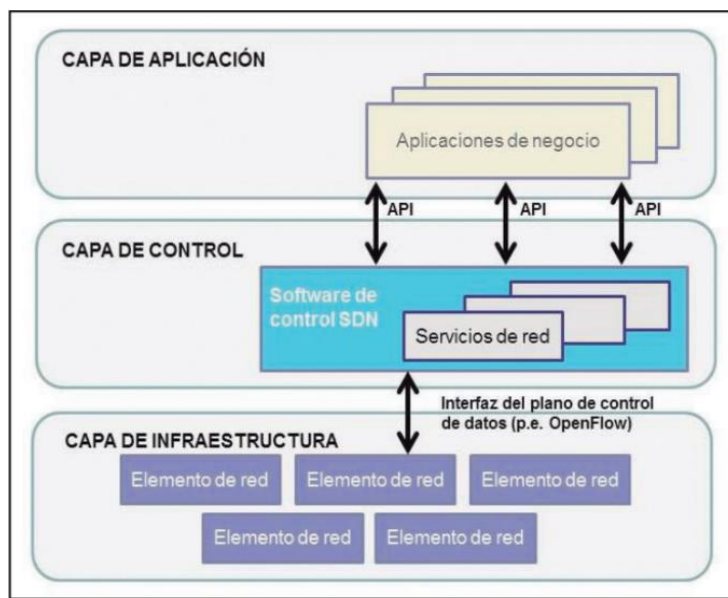 CAPA DE APLICACIÓN
Aplicaciones de negocio
API
API
API
CAPA DE CONTROL
Software de
control SDN
Servicios de red
Interfaz del plano de control
de datos (p.e. OpenFlow)
CAPA DE INFRAESTRUCTURA
Elemento de red
Elemento de red
Elemento de red
Elemento de red
Elemento de red